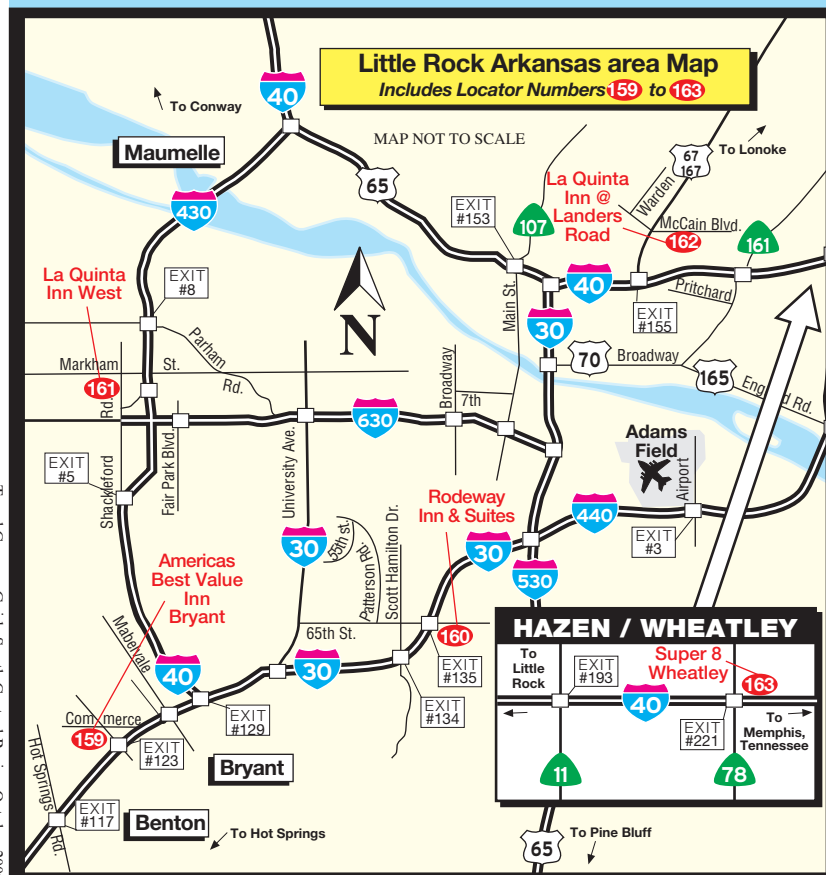 Little Rock Arkansas area Map
Includes Locator Numbers 159 to 163
MAP NOT TO SCALE
To Conway
40
Maumelle
65
430
EXIT
#153
107
La Quinta
Inn @
Landers
Road
67
167
To Lonoke
Warden
McCain Blvd.
162
161
La Quinta
Inn West
EXIT
#8
N
Main St.
40
30
Pritchard
EXIT
#155
Parham
Rd.
Markham St.
161
Rd.
Shackleford
Fair Park Blvd.
University Ave.
630
Broadway
7th
70
Broadway
165
England Rd.
Adams
Field
Airport
EXIT
#5
Rodeway
Inn & Suites
440
EXIT
#3
30
55th st.
Patterson Rd.
Scott Hamilton Dr.
30
530
Americas
Best Value
Inn
Bryant
Mabelvale
65th St.
160
EXIT
#135
EXIT
#134
40
30
EXIT
#129
Commerce
159
EXIT
#123
Hot Springs
Rd.
Bryant
EXIT
#117
Benton
To Hot Springs
HAZEN / WHEATLEY
To
Little
Rock
EXIT
#193
Super 8
Wheatley
163
40
EXIT
#221
To
Memphis,
Tennessee
11
78
65
To Pine Bluff